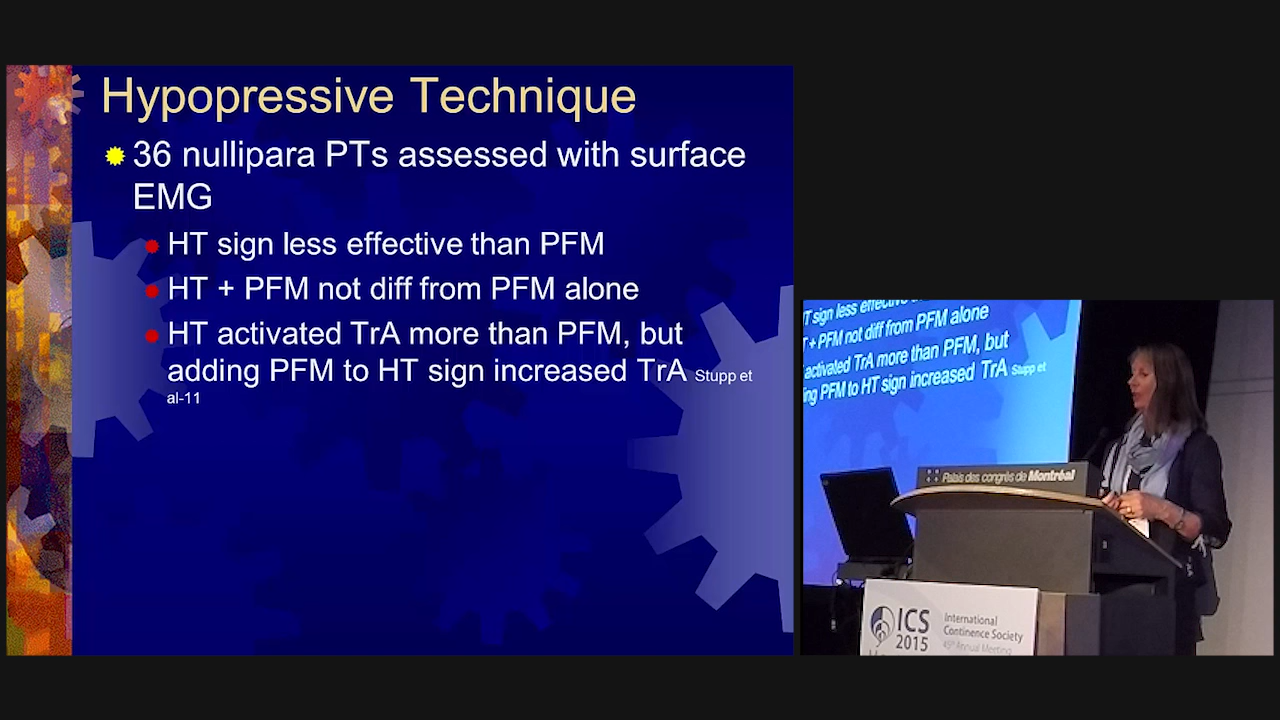 Hypopressive Technique
36 nullipara PTs assessed with surface
EMG
HT sign less effective than PFM
HT + PFM not diff from PFM alone
HT activated TrA more than PFM, but
adding PFM to HT sign increased TrA Stupp et
al-11
HT sign less effective
T + PFM not diff from PFM alone
activated TrA more than PFM, but
ing PFM to HT sign increased TrA Stupp et
Palais des congrès de Montréal
ICS
2015
International
Continence Society
45th Annual Meeting